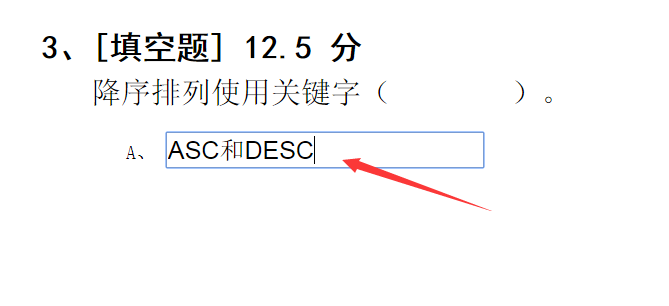 3、[填空题] 12.5 分
降序排列使用关键字（　　　　）。
A、 ASC和DESC